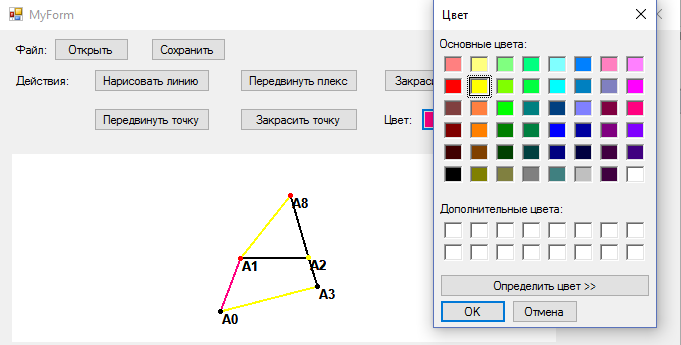 MyForm
Файл: Открыть Сохранить
Действия: Нарисовать линию Передвинуть плекс Закраси
Передвинуть точку Закрасить точку Цвет:
A8
A1 A2
A3
A0
Цвет
Основные цвета:
Дополнительные цвета:
Определить цвет >>
OK Отмена